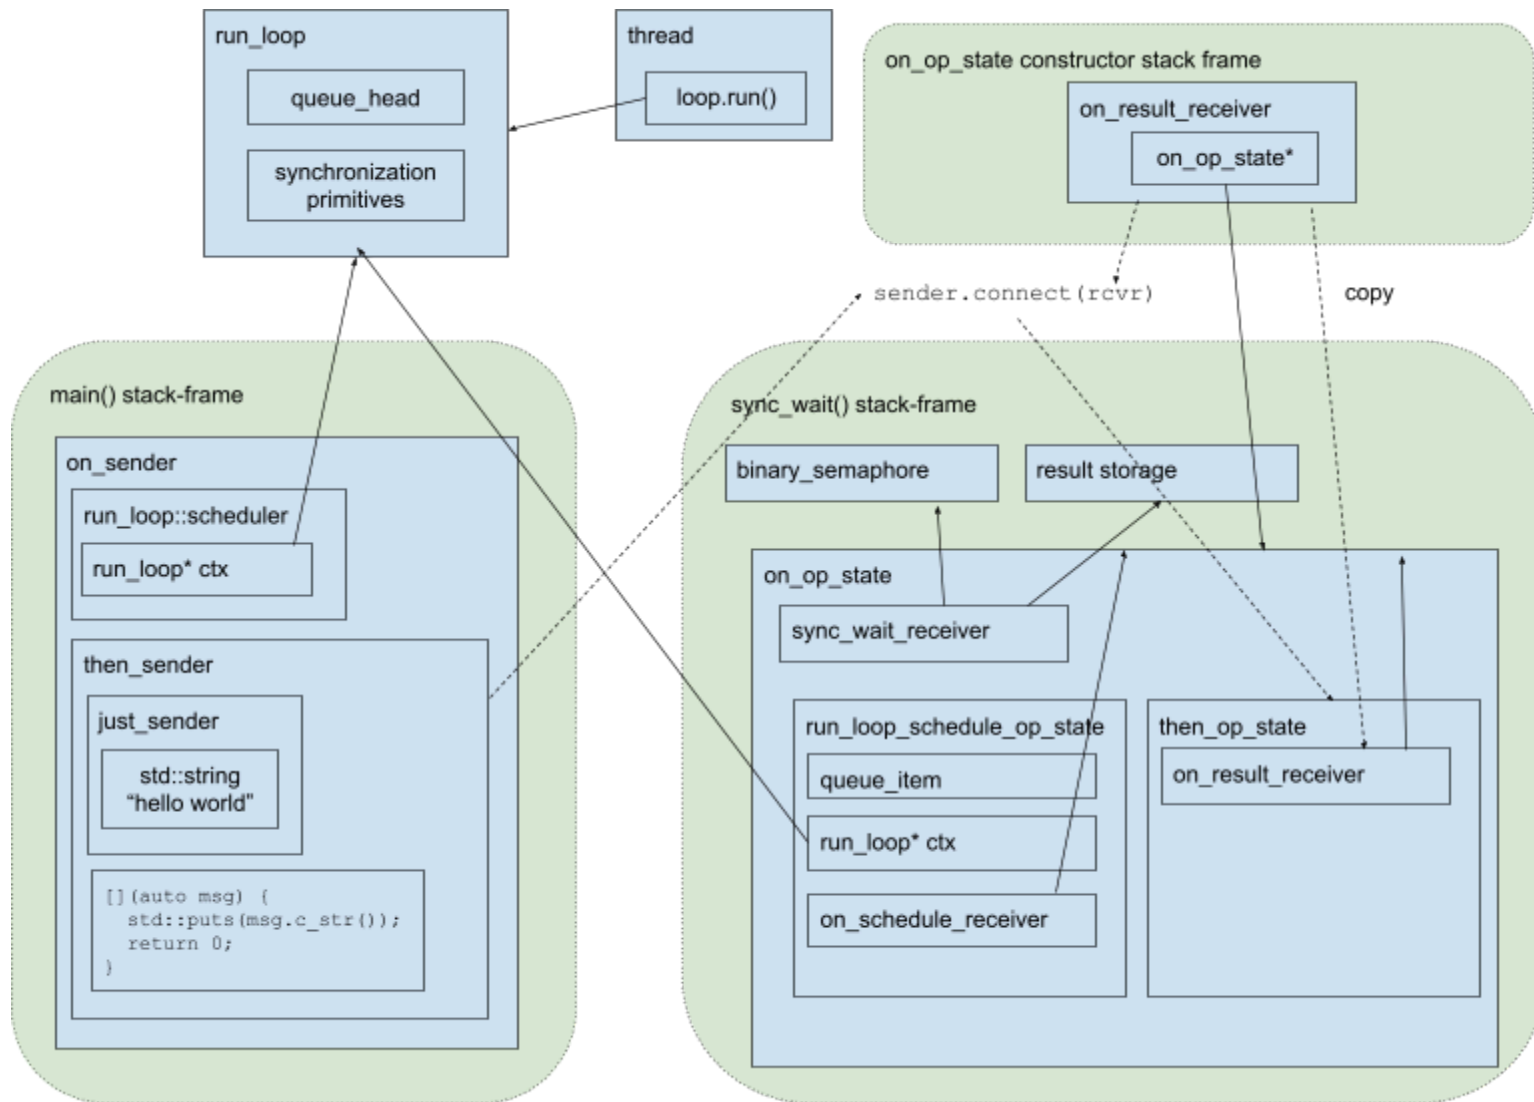 run_loop
queue_head
synchronization
primitives
thread
loop.run()
on_op_state constructor stack frame
on_result_receiver
on_op_state*
sender.connect(rcvr)
copy
main() stack-frame
on_sender
run_loop::scheduler
run_loop* ctx
then_sender
just_sender
std::string
“hello world”
[](auto msg) {
  std::puts(msg.c_str());
  return 0;
}
sync_wait() stack-frame
binary_semaphore
result storage
on_op_state
sync_wait_receiver
run_loop_schedule_op_state
queue_item
run_loop* ctx
on_schedule_receiver
then_op_state
on_result_receiver